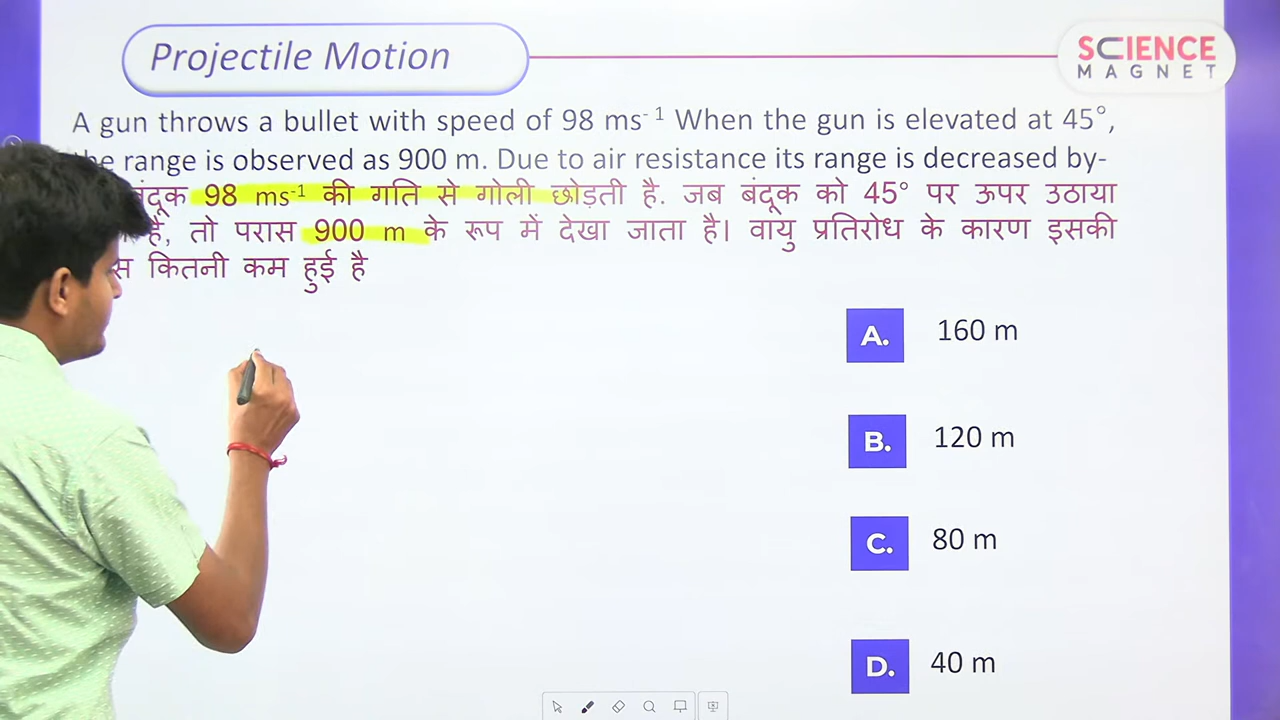 Projectile Motion
SCIENCE
MAGNET
A gun throws a bullet with speed of 98 ms⁻¹ When the gun is elevated at 45°,
range is observed as 900 m. Due to air resistance its range is decreased by-
98 ms⁻¹ की गति से गोली छोड़ती है. जब बंदूक को 45° पर ऊपर उठाया
है, तो परास 900 m के रूप में देखा जाता है। वायु प्रतिरोध के कारण इसकी
कितनी कम हुई है
A. 160 m
B. 120 m
C. 80 m
D. 40 m